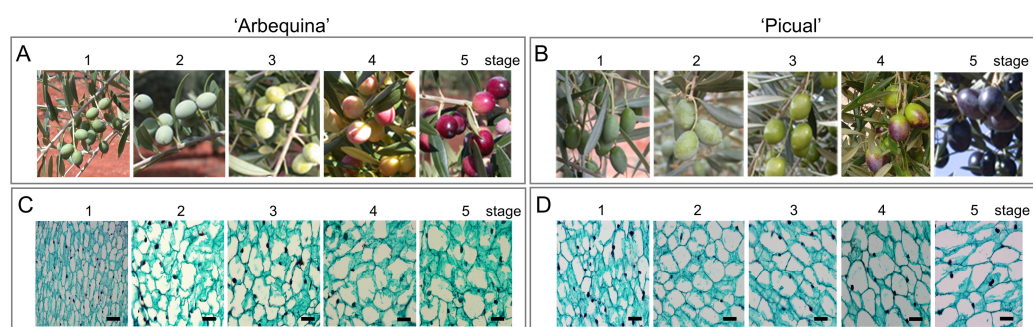 ‘Arbequina’
‘Picual’
A
1 2 3 4 5 stage
B
1 2 3 4 5 stage
C
1 2 3 4 5 stage
D
1 2 3 4 5 stage